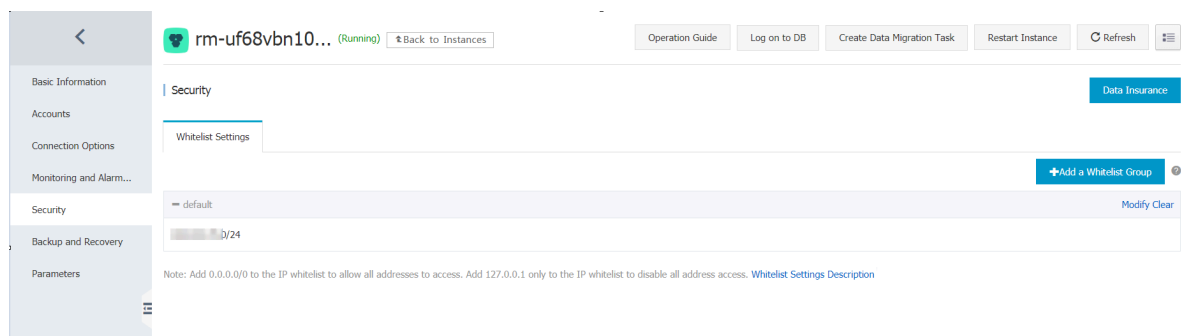 rm-uf68vbn10... (Running) Back to Instances
Operation Guide
Log on to DB
Create Data Migration Task
Restart Instance
Refresh
Basic Information
Accounts
Connection Options
Monitoring and Alarm...
Security
Backup and Recovery
Parameters
Security
Data Insurance
Whitelist Settings
+Add a Whitelist Group
default
Modify Clear
0/24
Note: Add 0.0.0.0/0 to the IP whitelist to allow all addresses to access. Add 127.0.0.1 only to the IP whitelist to disable all address access. Whitelist Settings Description